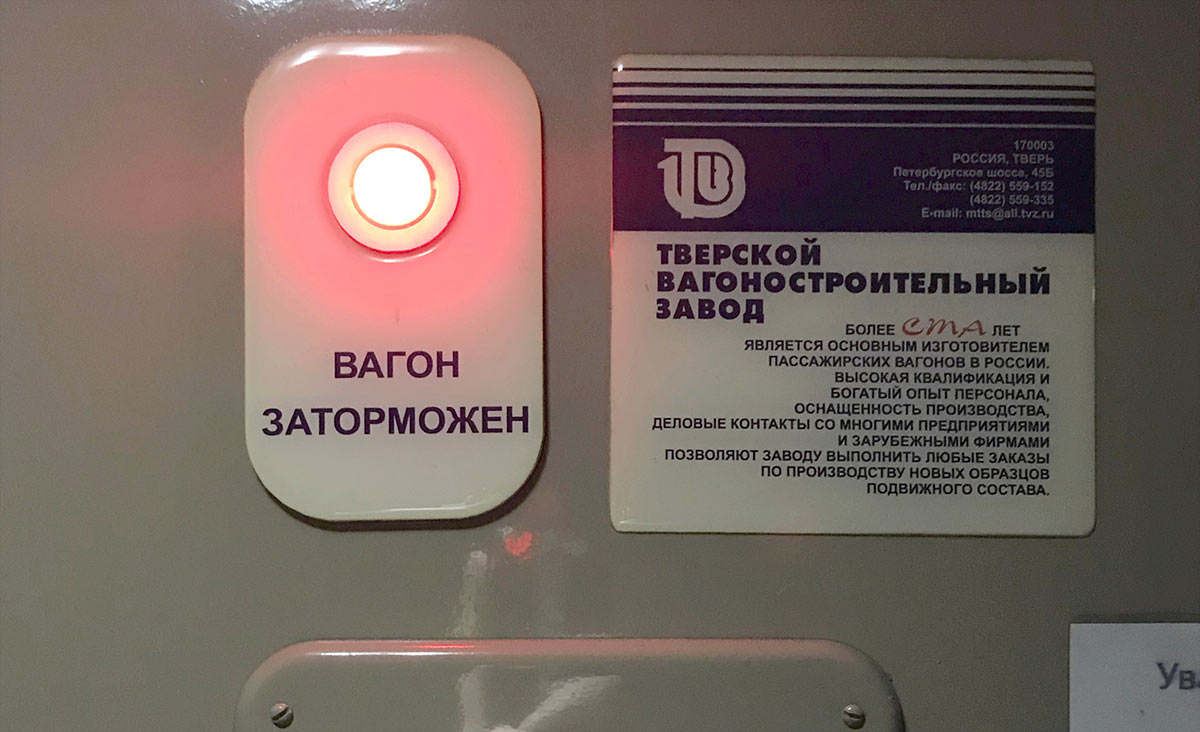 ВАГОН
ЗАТОРМОЖЕН
ТВЗ
170003
РОССИЯ, ТВЕРЬ
Петербургское шоссе, 45Б
Тел./факс: (4822) 559-152
(4822) 559-335
E-mail: mtts@all.tvz.ru
ТВЕРСКОЙ
ВАГОНОСТРОИТЕЛЬНЫЙ
ЗАВОД
БОЛЕЕ СТА ЛЕТ
ЯВЛЯЕТСЯ ОСНОВНЫМ ИЗГОТОВИТЕЛЕМ
ПАССАЖИРСКИХ ВАГОНОВ В РОССИИ.
ВЫСОКАЯ КВАЛИФИКАЦИЯ И
БОГАТЫЙ ОПЫТ ПЕРСОНАЛА,
ОСНАЩЕННОСТЬ ПРОИЗВОДСТВА,
ДЕЛОВЫЕ КОНТАКТЫ СО МНОГИМИ ПРЕДПРИЯТИЯМИ
И ЗАРУБЕЖНЫМИ ФИРМАМИ
ПОЗВОЛЯЮТ ЗАВОДУ ВЫПОЛНИТЬ ЛЮБЫЕ ЗАКАЗЫ
ПО ПРОИЗВОДСТВУ НОВЫХ ОБРАЗЦОВ
ПОДВИЖНОГО СОСТАВА.